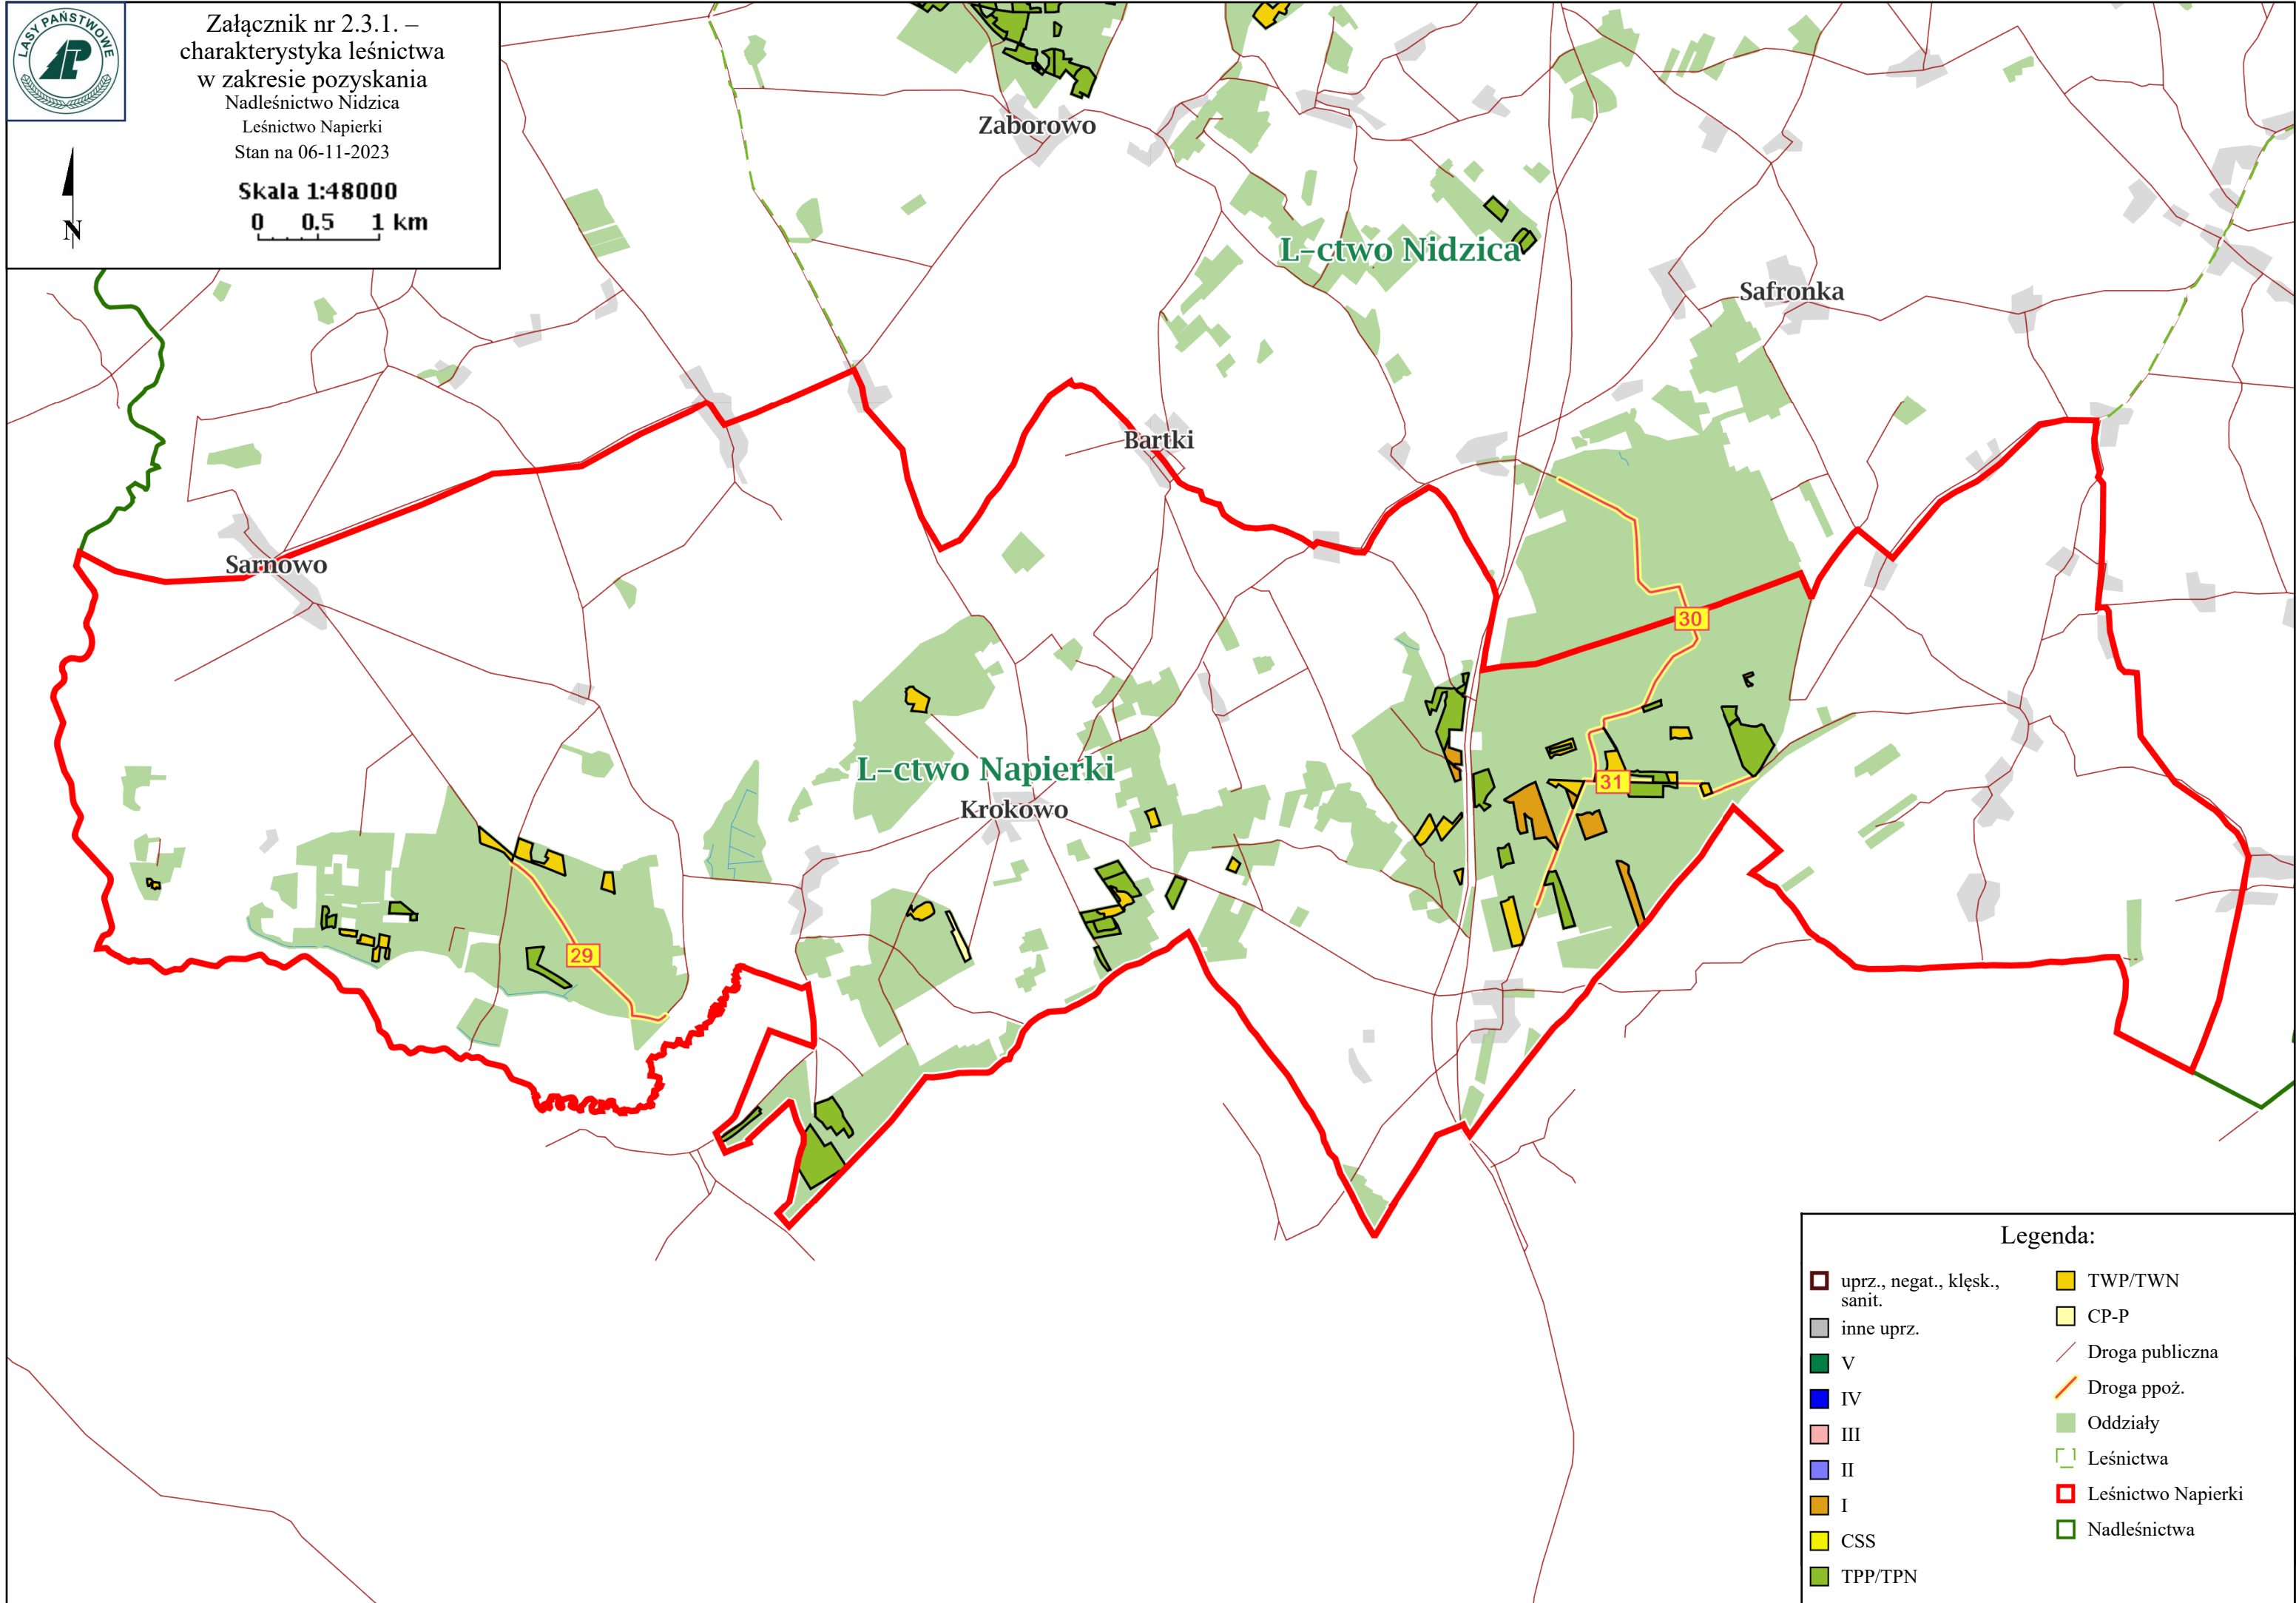 LASY PAŃSTWOWE
Załącznik nr 2.3.1. –
charakterystyka leśnictwa
w zakresie pozyskania
Nadleśnictwo Nidzica
Leśnictwo Napierki
Stan na 06-11-2023
Skala 1:48000
0 0.5 1 km
N
Zaborowo
L-ctwo Nidzica
Safronka
Bartki
Sarnowo
30
L-ctwo Napierki
31
Krokowo
29
Legenda:
uprz., negat., klęsk.,
sanit.
inne uprz.
V
IV
III
II
I
CSS
TPP/TPN
TWP/TWN
CP-P
Droga publiczna
Droga ppoż.
Oddziały
Leśnictwa
Leśnictwo Napierki
Nadleśnictwa